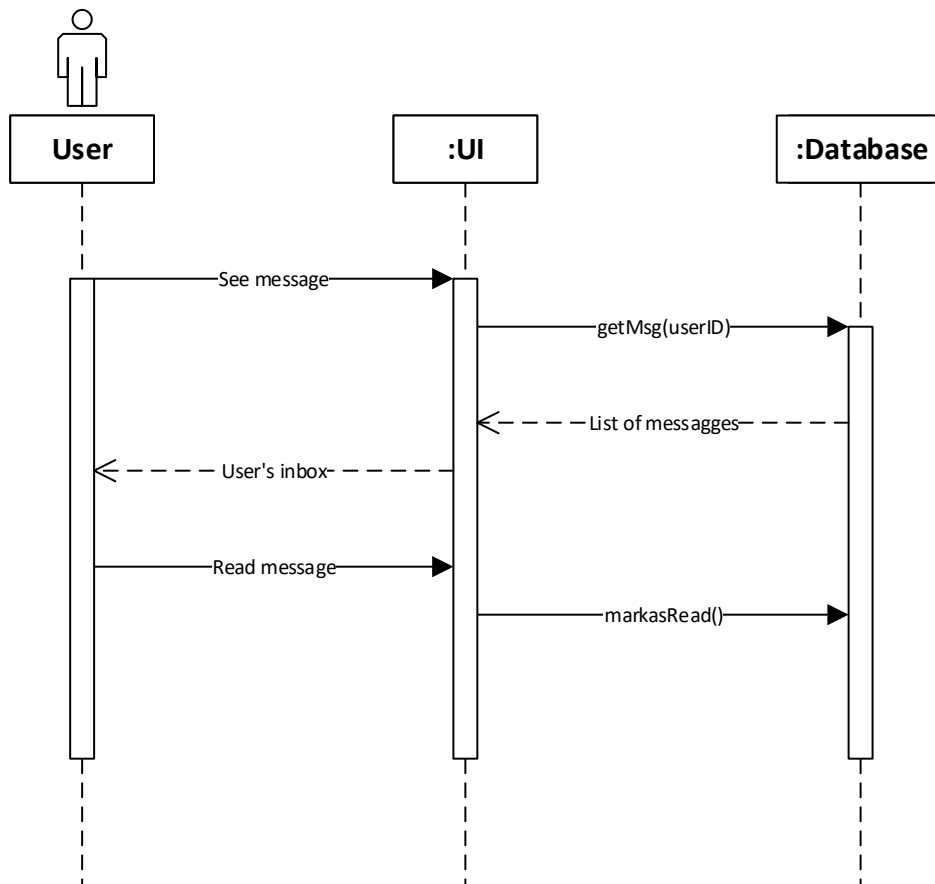 User
:UI
:Database
See message
getMsg(userID)
List of messagges
User's inbox
Read message
markasRead()